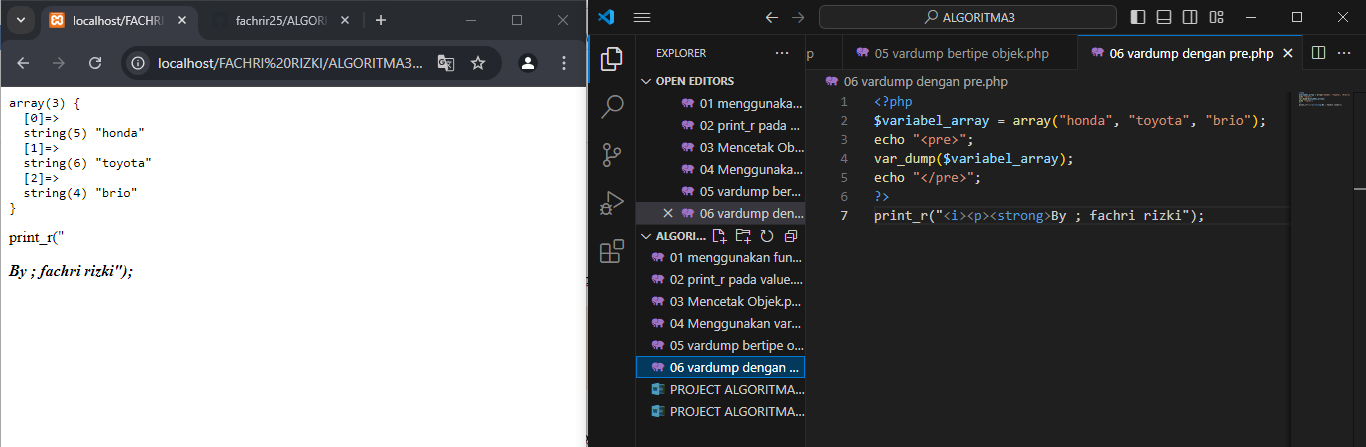 localhost/FACHRI
fachrir25/ALGORI
localhost/FACHRI%20RIZKI/ALGORITMA3...
array(3) {
[0]=>
string(5) "honda"
[1]=>
string(6) "toyota"
[2]=>
string(4) "brio"
}
print_r("
By ; fachri rizki");
ALGORITMA3
EXPLORER
OPEN EDITORS
01 menggunaka...
02 print_r pada ...
03 Mencetak Ob...
04 Menggunaka...
05 vardump ber...
06 vardump den...
ALGORI...
01 menggunakan fun...
02 print_r pada value....
03 Mencetak Objek.p...
04 Menggunakan var...
05 vardump bertipe o...
06 vardump dengan ...
PROJECT ALGORITMA...
PROJECT ALGORITMA...
p
05 vardump bertipe objek.php
06 vardump dengan pre.php
06 vardump dengan pre.php
1 <?php
2 $variabel_array = array("honda", "toyota", "brio");
3 echo "<pre>";
4 var_dump($variabel_array);
5 echo "</pre>";
6 ?>
7 print_r("<i><p><strong>By ; fachri rizki");